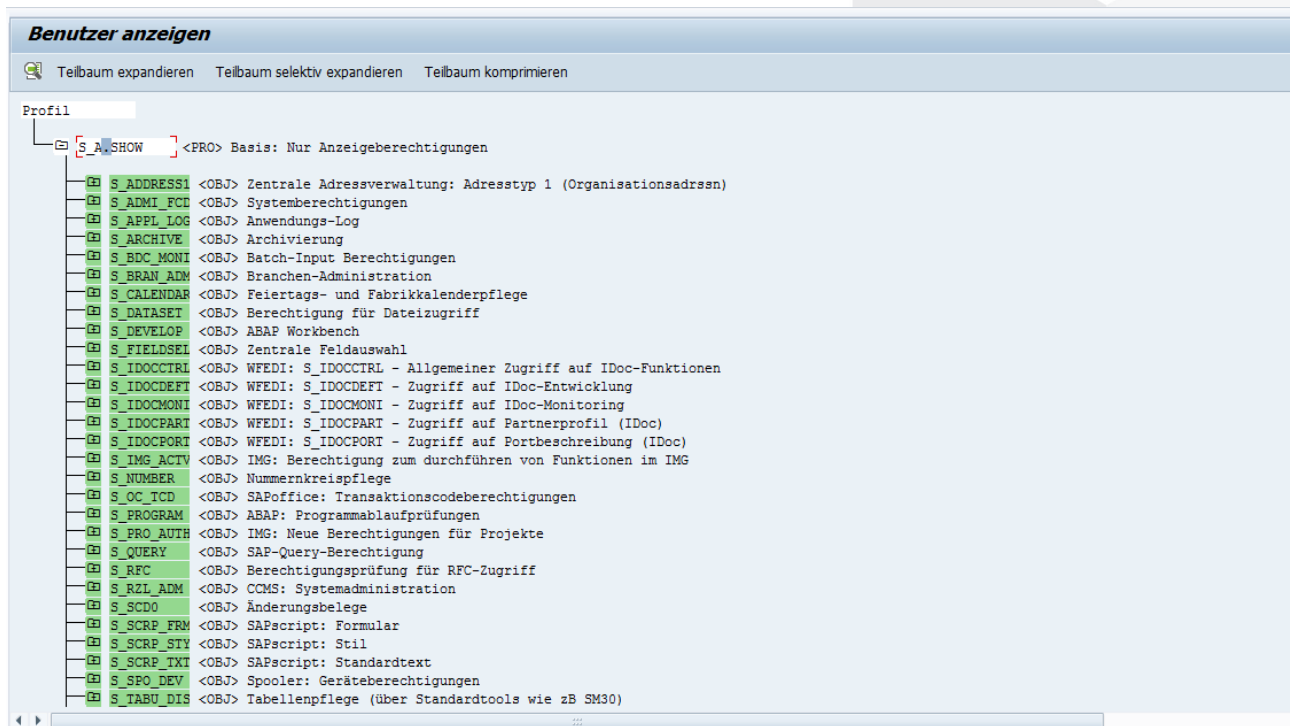 Benutzer anzeigen
Teilbaum expandieren Teilbaum selektiv expandieren Teilbaum komprimieren
Profil
S_A.SHOW <PRO> Basis: Nur Anzeigeberechtigungen
S_ADDRESS1 <OBJ> Zentrale Adressverwaltung: Adresstyp 1 (Organisationsadrssn)
S_ADMI_FCD <OBJ> Systemberechtigungen
S_APPL_LOG <OBJ> Anwendungs-Log
S_ARCHIVE <OBJ> Archivierung
S_BDC_MONI <OBJ> Batch-Input Berechtigungen
S_BRAN_ADM <OBJ> Branchen-Administration
S_CALENDAR <OBJ> Feiertags- und Fabrikkalenderpflege
S_DATASET <OBJ> Berechtigung für Dateizugriff
S_DEVELOP <OBJ> ABAP Workbench
S_FIELDSEL <OBJ> Zentrale Feldauswahl
S_IDOCCTRL <OBJ> WFEDI: S_IDOCCTRL - Allgemeiner Zugriff auf IDoc-Funktionen
S_IDOCDEFT <OBJ> WFEDI: S_IDOCDEFT - Zugriff auf IDoc-Entwicklung
S_IDOCMONI <OBJ> WFEDI: S_IDOCMONI - Zugriff auf IDoc-Monitoring
S_IDOCPART <OBJ> WFEDI: S_IDOCPART - Zugriff auf Partnerprofil (IDoc)
S_IDOCPORT <OBJ> WFEDI: S_IDOCPORT - Zugriff auf Portbeschreibung (IDoc)
S_IMG_ACTV <OBJ> IMG: Berechtigung zum durchführen von Funktionen im IMG
S_NUMBER <OBJ> Nummernkreispflege
S_OC_TCD <OBJ> SAPoffice: Transaktionscodeberechtigungen
S_PROGRAM <OBJ> ABAP: Programmablaufprüfungen
S_PRO_AUTH <OBJ> IMG: Neue Berechtigungen für Projekte
S_QUERY <OBJ> SAP-Query-Berechtigung
S_RFC <OBJ> Berechtigungsprüfung für RFC-Zugriff
S_RZL_ADM <OBJ> CCMS: Systemadministration
S_SCD0 <OBJ> Änderungsbelege
S_SCRP_FRM <OBJ> SAPscript: Formular
S_SCRP_STY <OBJ> SAPscript: Stil
S_SCRP_TXT <OBJ> SAPscript: Standardtext
S_SPO_DEV <OBJ> Spooler: Geräteberechtigungen
S_TABU_DIS <OBJ> Tabellenpflege (über Standardtools wie zB SM30)